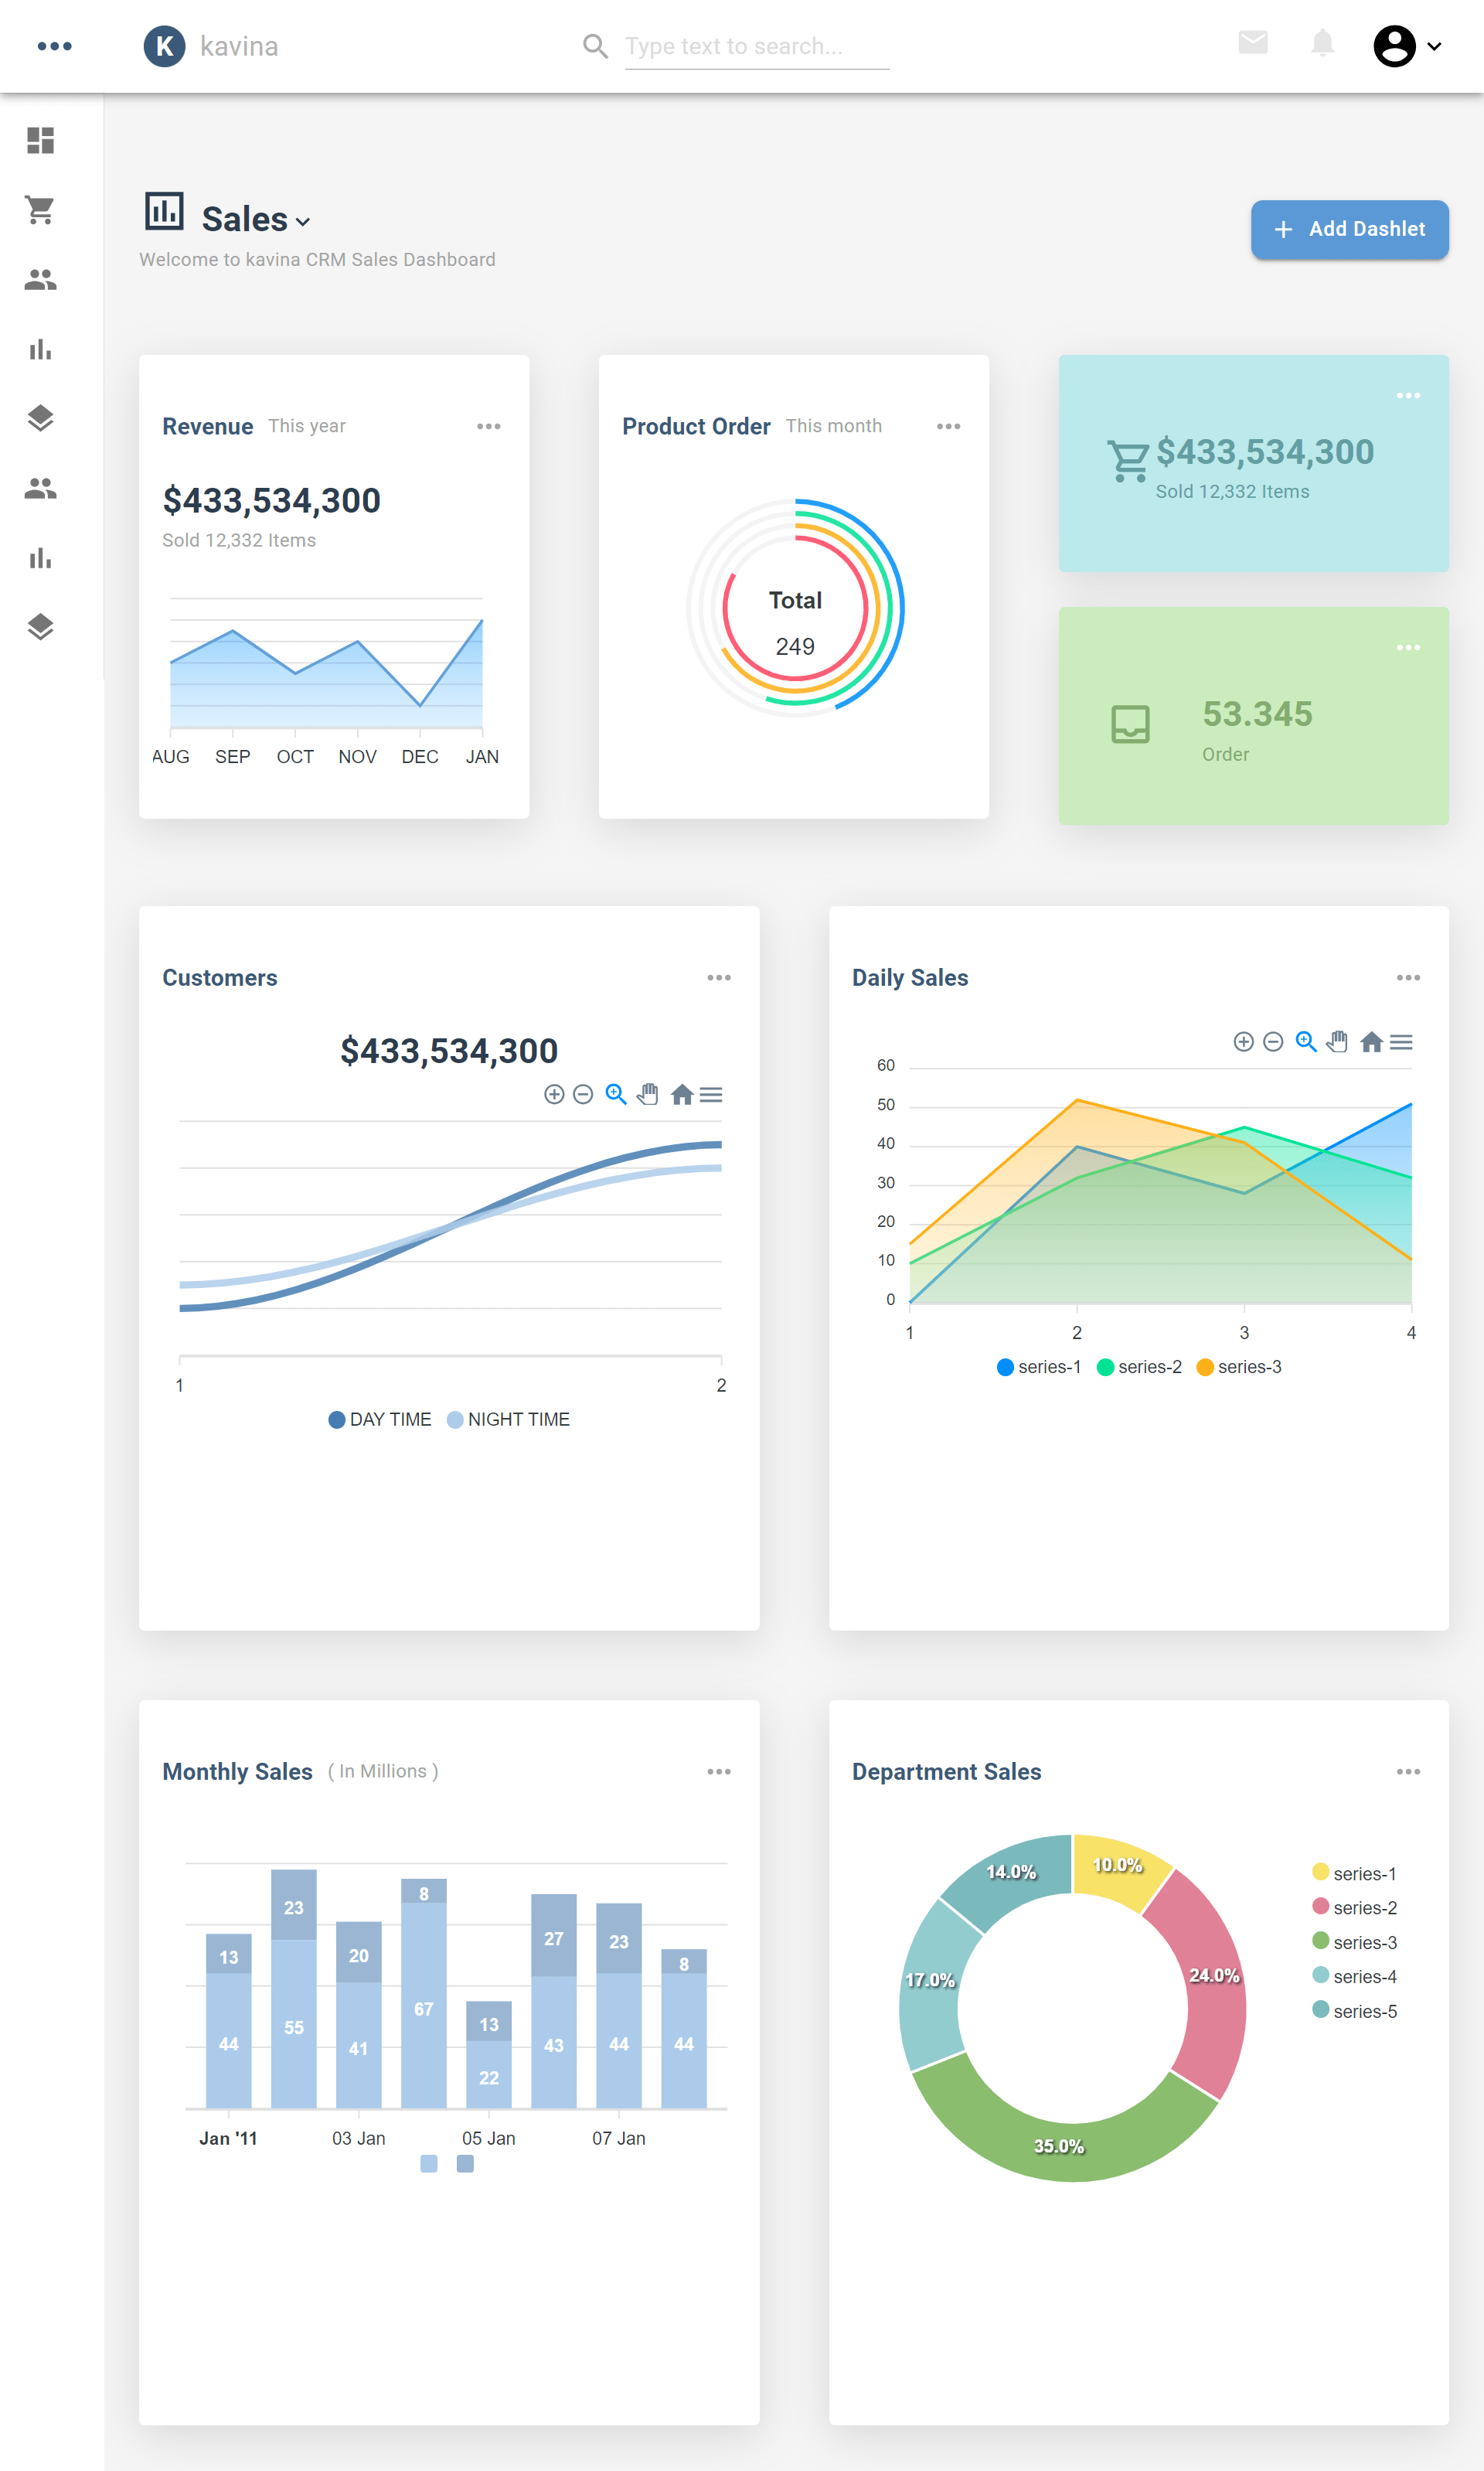 K kavina
Type text to search...
Sales
Welcome to kavina CRM Sales Dashboard
Add Dashlet
Revenue This year
$433,534,300
Sold 12,332 Items
AUG SEP OCT NOV DEC JAN
Product Order This month
Total
249
$433,534,300
Sold 12,332 Items
53.345
Order
Customers
$433,534,300
1 2
DAY TIME NIGHT TIME
Daily Sales
60
50
40
30
20
10
0
1 2 3 4
series-1 series-2 series-3
Monthly Sales ( In Millions )
13 23 20 8 13 27 23 8
44 55 41 67 22 43 44 44
Jan '11 03 Jan 05 Jan 07 Jan
Department Sales
14.0% 10.0%
17.0% 24.0%
35.0%
series-1
series-2
series-3
series-4
series-5